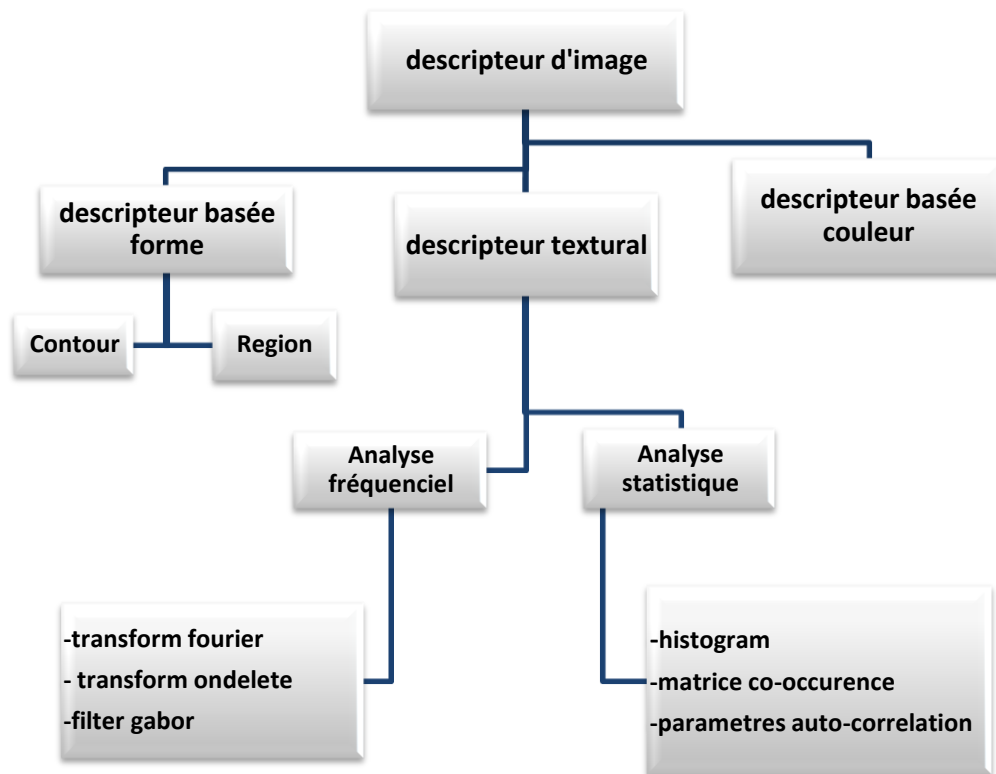 descripteur d'image
descripteur basée
forme
descripteur textural
descripteur basée
couleur
Contour
Region
Analyse
fréquenciel
Analyse
statistique
-transform fourier
- transform ondelete
-filter gabor
-histogram
-matrice co-occurence
-parametres auto-correlation